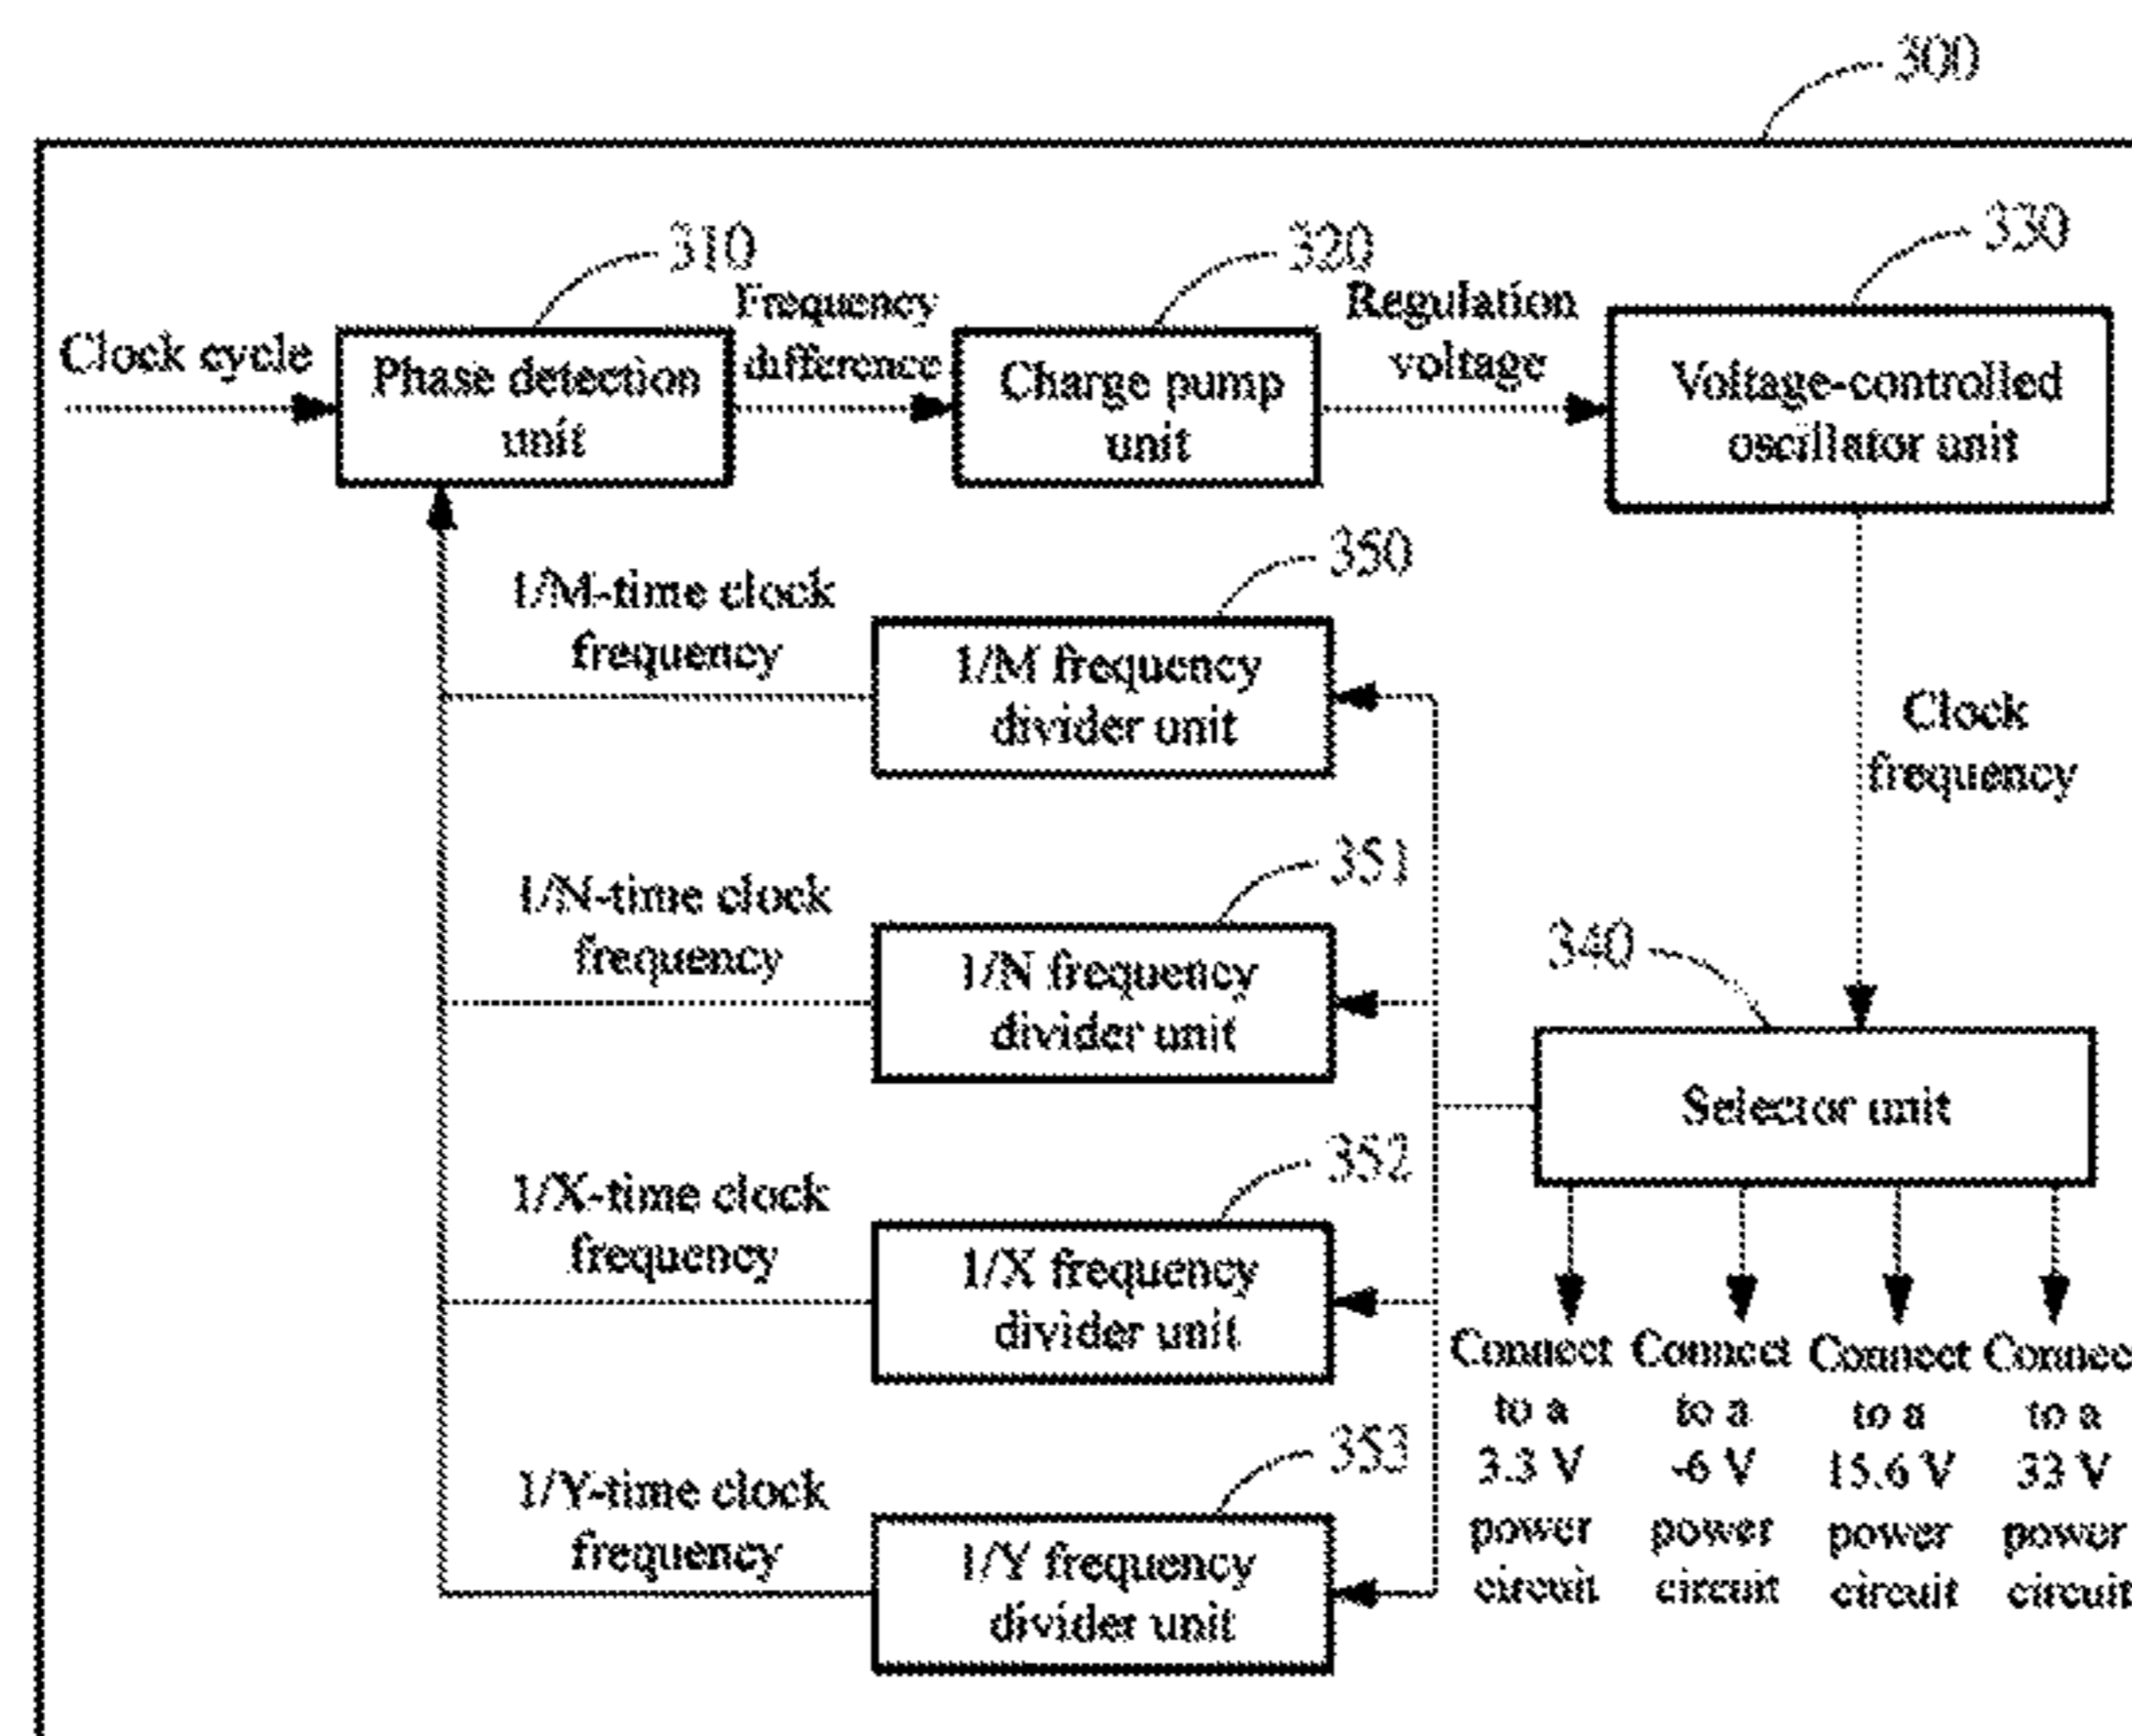 300
310
320
330
Clock cycle
Phase detection
unit
Frequency
difference
Charge pump
unit
Regulation
voltage
Voltage-controlled
oscillator unit
350
1/M-time clock
frequency
1/M frequency
divider unit
Clock
frequency
351
1/N-time clock
frequency
1/N frequency
divider unit
340
Selector unit
352
1/X-time clock
frequency
1/X frequency
divider unit
353
1/Y-time clock
frequency
1/Y frequency
divider unit
Connect
to a
3.3 V
power
circuit
Connect
to a
-6 V
power
circuit
Connect
to a
15.6 V
power
circuit
Connec
to a
33 V
power
circuit